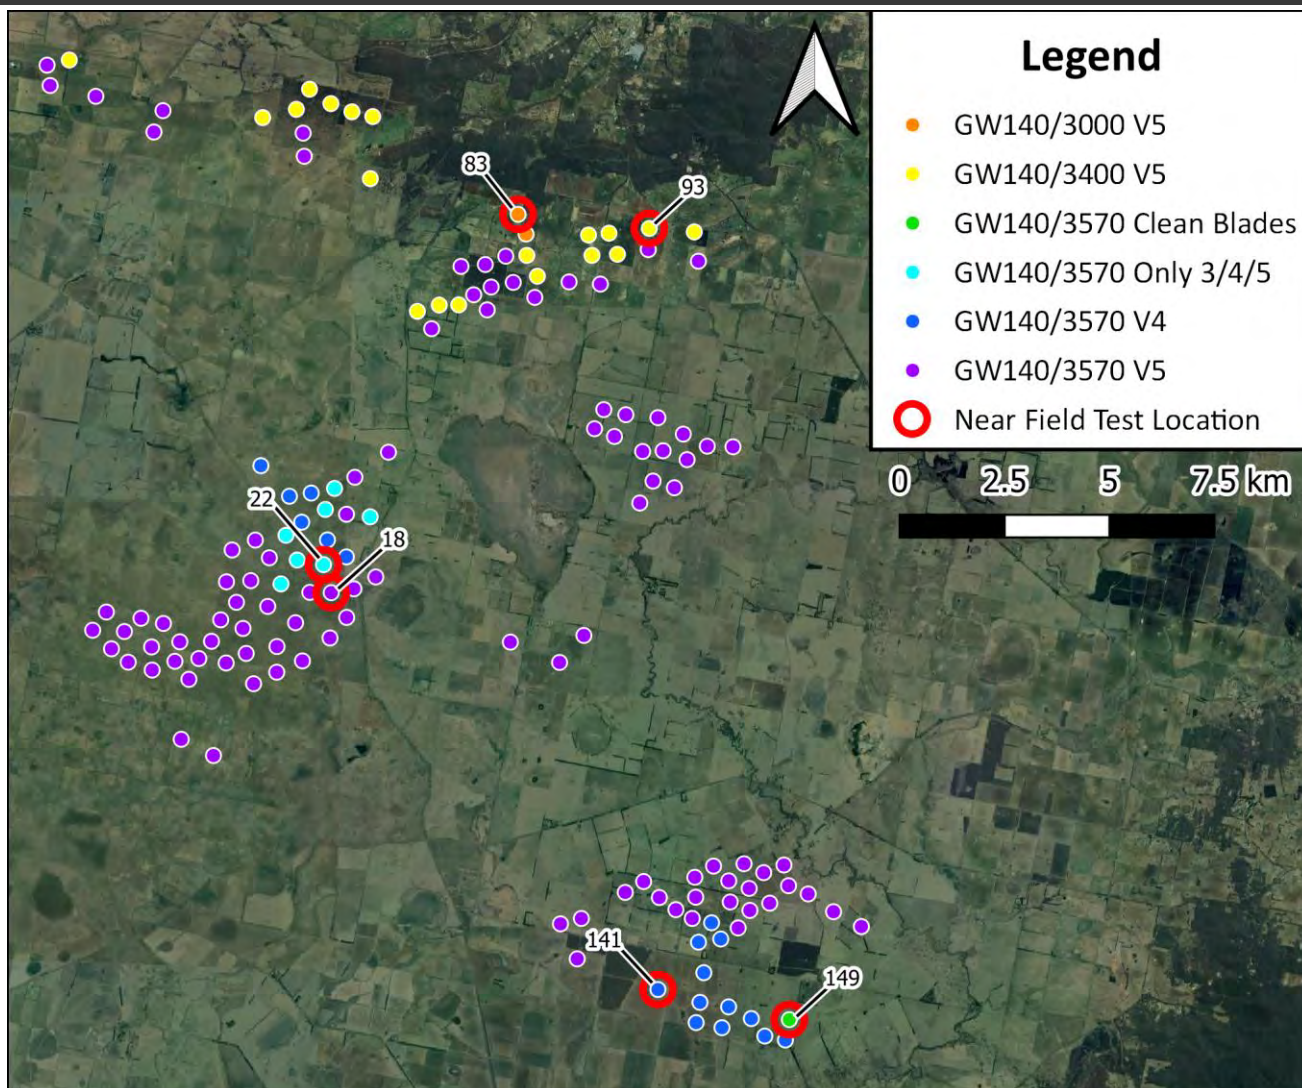 Legend
GW140/3000 V5
GW140/3400 V5
GW140/3570 Clean Blades
GW140/3570 Only 3/4/5
GW140/3570 V4
GW140/3570 V5
Near Field Test Location
0 2.5 5 7.5 km
83
93
22
18
141
149